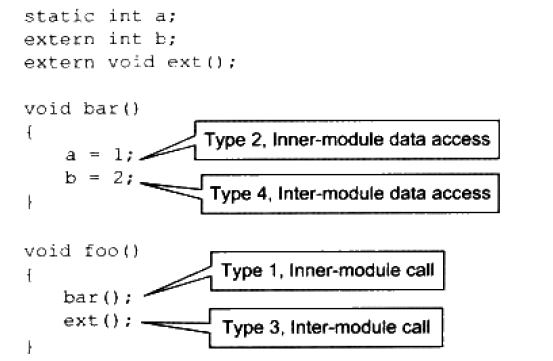 static int a;
extern int b;
extern void ext();
void bar()
{
a = 1;
Type 2, Inner-module data access
b = 2;
Type 4, Inter-module data access
}
void foo()
{
Type 1, Inner-module call
bar();
ext();
Type 3, Inter-module call
}